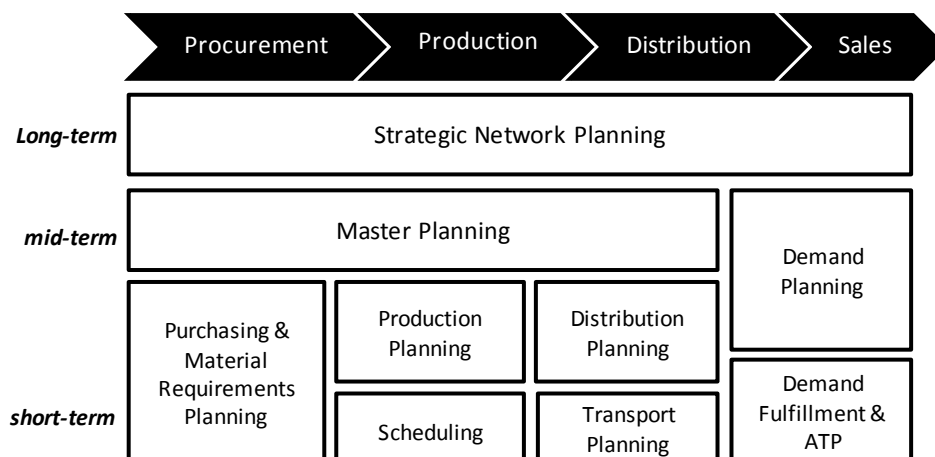 Procurement
Production
Distribution
Sales
Long-term
Strategic Network Planning
mid-term
Master Planning
Demand
Planning
Purchasing &
Material
Requirements
Planning
Production
Planning
Distribution
Planning
short-term
Scheduling
Transport
Planning
Demand
Fulfillment &
ATP